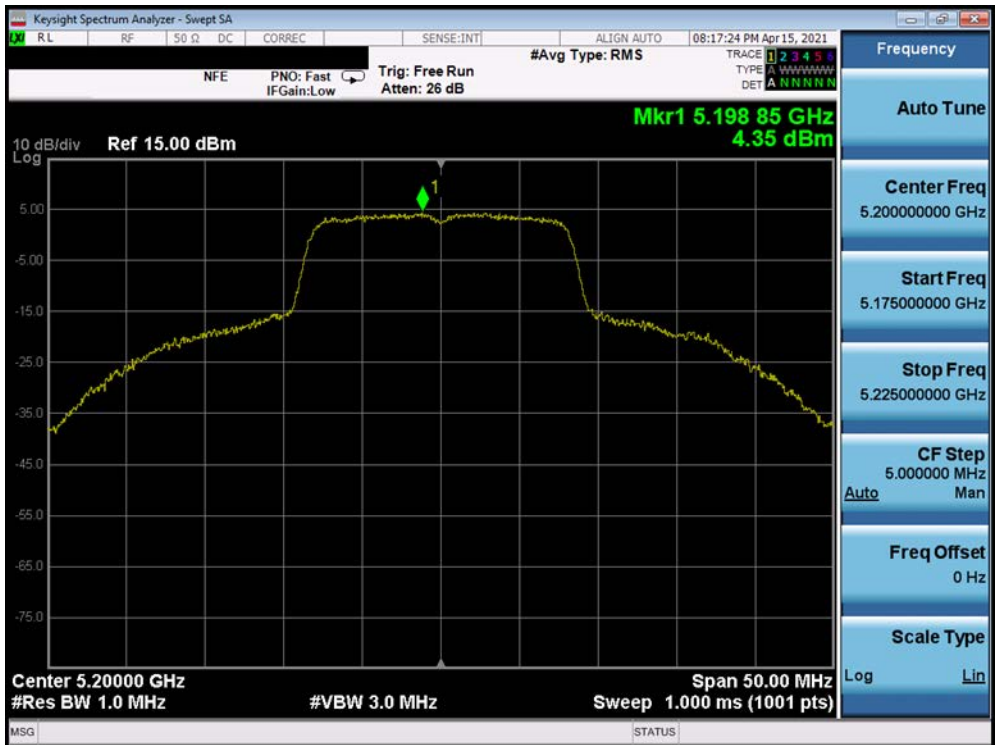 Keysight Spectrum Analyzer - Swept SA
LXI RL RF 50 Ω DC CORREC SENSE:INT ALIGN AUTO 08:17:24 PM Apr 15, 2021
NFE PNO: Fast Trig: Free Run #Avg Type: RMS TRACE 1 2 3 4 5 6
IFGain:Low Atten: 26 dB TYPE A WWWWW
DET A N N N N N
Mkr1 5.198 85 GHz
4.35 dBm
10 dB/div Ref 15.00 dBm
Log
1
5.00
-5.00
-15.0
-25.0
-35.0
-45.0
-55.0
-65.0
-75.0
Center 5.20000 GHz Span 50.00 MHz
#Res BW 1.0 MHz #VBW 3.0 MHz Sweep 1.000 ms (1001 pts)
MSG STATUS
Frequency
Auto Tune
Center Freq
5.200000000 GHz
Start Freq
5.175000000 GHz
Stop Freq
5.225000000 GHz
CF Step
5.000000 MHz
Auto Man
Freq Offset
0 Hz
Scale Type
Log Lin